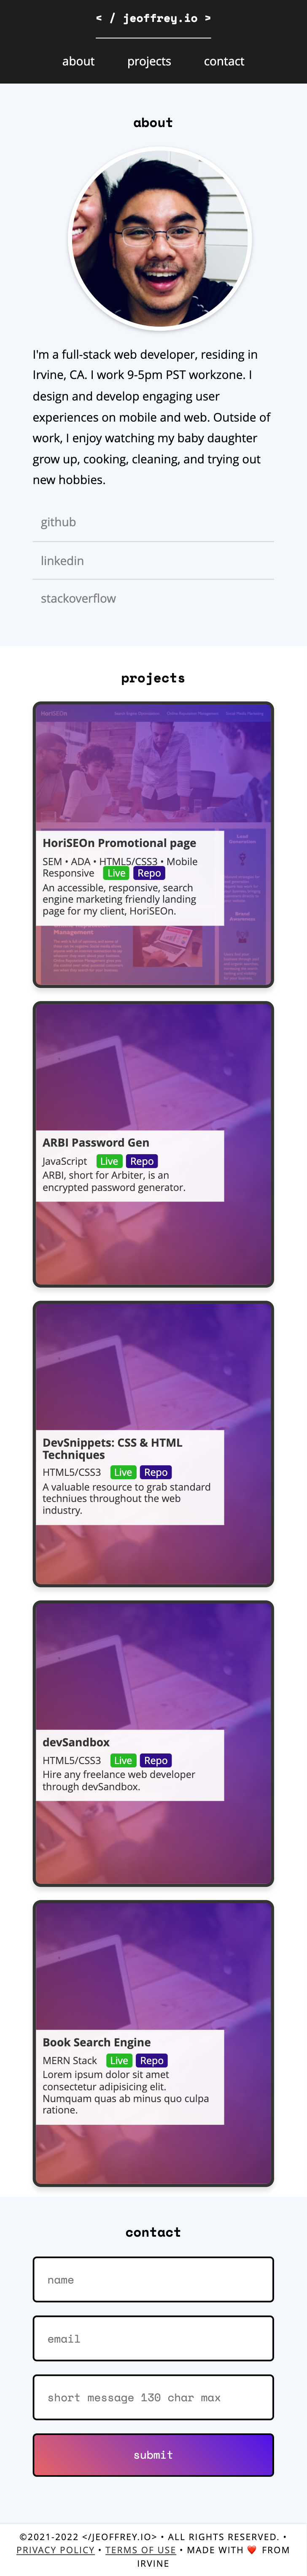 < / jeoffrey.io >
about projects contact
about
I'm a full-stack web developer, residing in
Irvine, CA. I work 9-5pm PST workzone. I
design and develop engaging user
experiences on mobile and web. Outside of
work, I enjoy watching my baby daughter
grow up, cooking, cleaning, and trying out
new hobbies.
github
linkedin
stackoverflow
projects
HoriSEOn
HoriSEOn Promotional page
SEM • ADA • HTML5/CSS3 • Mobile
Responsive Live Repo
An accessible, responsive, search
engine marketing friendly landing
page for my client, HoriSEOn.
Management
ARBI Password Gen
JavaScript Live Repo
ARBI, short for Arbiter, is an
encrypted password generator.
DevSnippets: CSS & HTML
Techniques
HTML5/CSS3 Live Repo
A valuable resource to grab standard
techniues throughout the web
industry.
devSandbox
HTML5/CSS3 Live Repo
Hire any freelance web developer
through devSandbox.
Book Search Engine
MERN Stack Live Repo
Lorem ipsum dolor sit amet
consectetur adipisicing elit.
Numquam quas ab minus quo culpa
ratione.
contact
name
email
short message 130 char max
submit
©2021-2022 </JEOFFREY.IO> • ALL RIGHTS RESERVED. •
PRIVACY POLICY • TERMS OF USE • MADE WITH ❤️ FROM
IRVINE